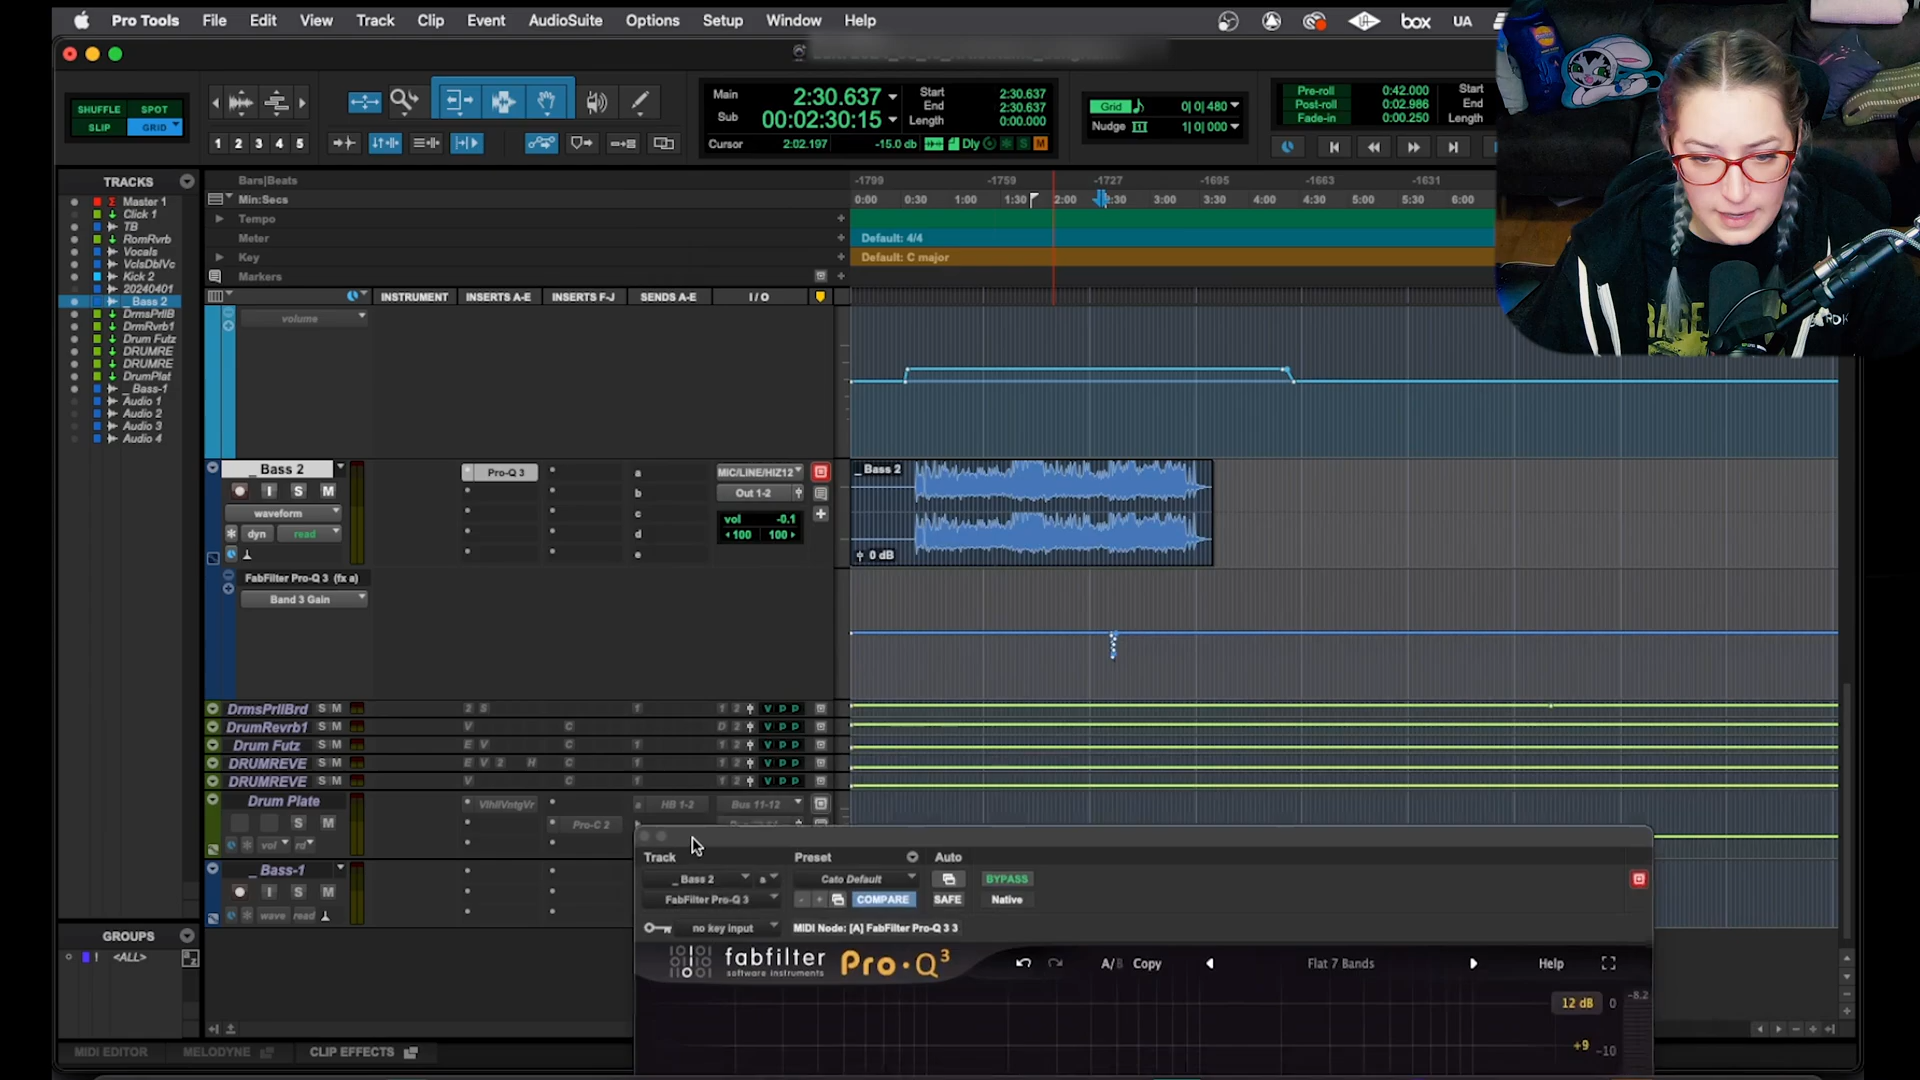 Pro Tools File Edit View Track Clip Event AudioSuite Options Setup Window Help box UA
SHUFFLE SPOT
SLIP GRID
1 2 3 4 5
Main 2:30.637
Sub 00:02:30:15
Start 2:30.637
End 2:30.637
Length 0:00.000
Cursor 2:02.197 -15.0 db Dly S M
Grid 0| 0| 480
Nudge 1| 0| 000
Pre-roll 0:42.000
Post-roll 0:02.986
Fade-in 0:00.250
Start
End
Length
TRACKS
Master 1
Click 1
TB
RomRvrb
Vocals
VclsDblVc
Kick 2
20240401
_ Bass 2
DrmsPrllB
DrmRvrb1
Drum Futz
DRUMRE
DRUMRE
DrumPlat
_ Bass-1
Audio 1
Audio 2
Audio 3
Audio 4
GROUPS
! <ALL>
Bars|Beats -1799 -1759 -1727 -1695 -1663 -1631
Min:Secs 0:00 0:30 1:00 1:30 2:00 2:30 3:00 3:30 4:00 4:30 5:00 5:30 6:00
Tempo
Meter Default: 4/4
Key Default: C major
Markers
INSTRUMENT INSERTS A-E INSERTS F-J SENDS A-E I / O
volume
_ Bass 2 Pro-Q 3 a MIC/LINE/HIZ12
I S M b Out 1-2
waveform c vol -0.1
dyn read d 100 100
e
_ Bass 2
0 dB
FabFilter Pro-Q 3 (fx a)
Band 3 Gain
DrmsPrllBrd S M 2 S 1 1 2 V P P
DrumRevrb1 S M V C D 2 V P P
Drum Futz S M E V C 1 1 2 V P P
DRUMREVE S M E V 2 H C 1 1 2 V P P
DRUMREVE S M V C 1 1 2 V P P
Drum Plate VlhllVntgVr a HB 1-2 Bus 11-12
S M Pro-C 2
vol rd
_ Bass-1
I S M
wave read
Track Preset Auto
_ Bass 2 a Cato Default BYPASS
FabFilter Pro-Q 3 - + COMPARE SAFE Native
no key input MIDI Node: [A] FabFilter Pro-Q 3 3
fabfilter
software instruments
Pro·Q3
A/B Copy Flat 7 Bands Help
12 dB 0 -8.2
+9 -10
MIDI EDITOR MELODYNE CLIP EFFECTS